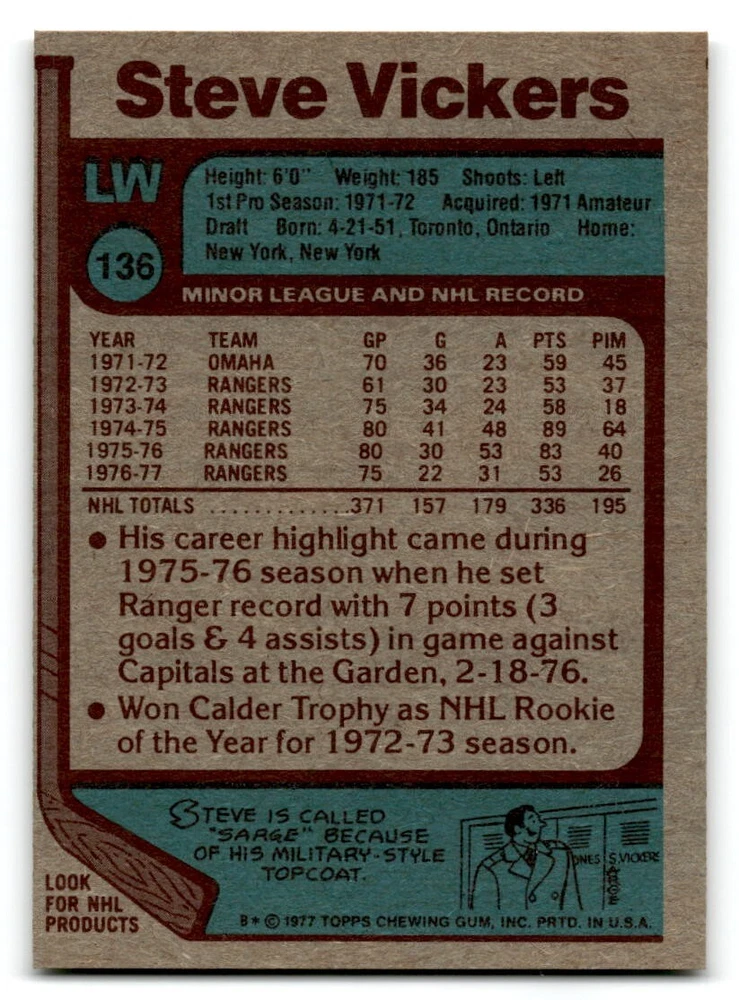 Steve Vickers
LW
136
Height: 6'0" Weight: 185 Shoots: Left
1st Pro Season: 1971-72 Acquired: 1971 Amateur
Draft Born: 4-21-51, Toronto, Ontario Home:
New York, New York
MINOR LEAGUE AND NHL RECORD
YEAR TEAM GP G A PTS PIM
1971-72 OMAHA 70 36 23 59 45
1972-73 RANGERS 61 30 23 53 37
1973-74 RANGERS 75 34 24 58 18
1974-75 RANGERS 80 41 48 89 64
1975-76 RANGERS 80 30 53 83 40
1976-77 RANGERS 75 22 31 53 26
NHL TOTALS ............371 157 179 336 195
● His career highlight came during
1975-76 season when he set
Ranger record with 7 points (3
goals & 4 assists) in game against
Capitals at the Garden, 2-18-76.
● Won Calder Trophy as NHL Rookie
of the Year for 1972-73 season.
STEVE IS CALLED
"SARGE" BECAUSE
OF HIS MILITARY-STYLE
TOPCOAT.
ONES
S. VICKERS
SARGE
LOOK
FOR NHL
PRODUCTS
B* © 1977 TOPPS CHEWING GUM, INC. PRTD. IN U.S.A.